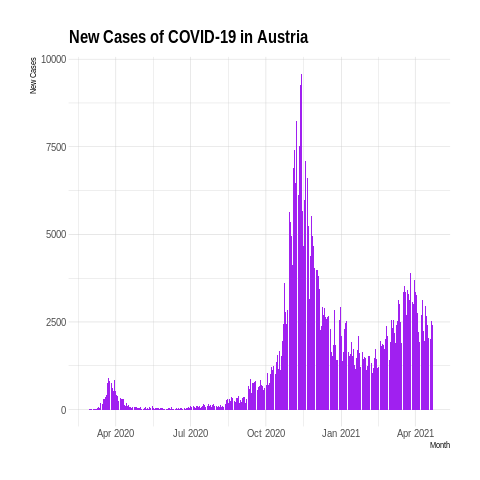 New Cases of COVID-19 in Austria
New Cases
10000
7500
5000
2500
0
Apr 2020 Jul 2020 Oct 2020 Jan 2021 Apr 2021
Month